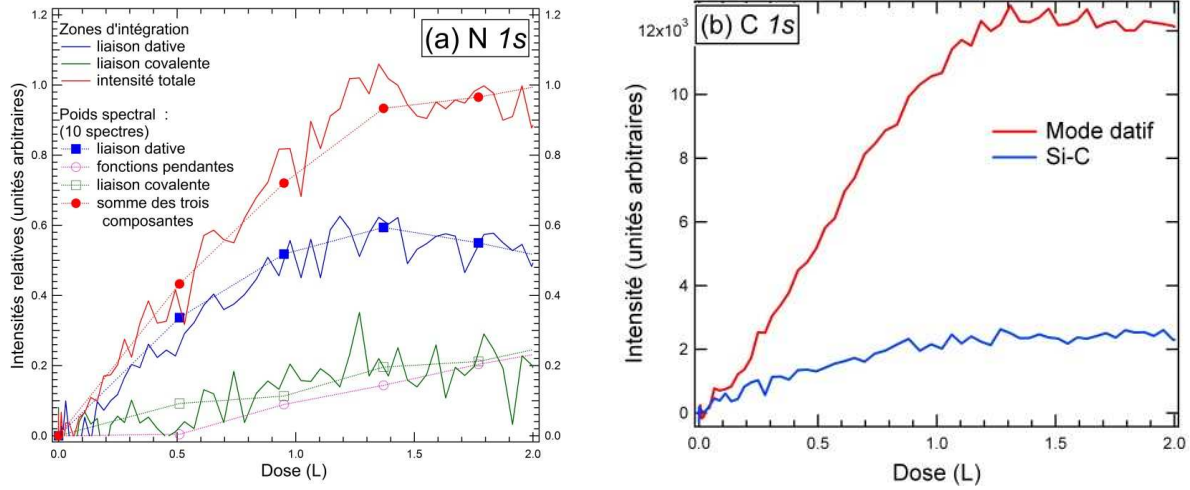 (a) N 1s
Zones d'intégration
liaison dative
liaison covalente
intensité totale
Poids spectral :
(10 spectres)
liaison dative
fonctions pendantes
liaison covalente
somme des trois
composantes
Intensités relatives (unités arbitraires)
1.2
1.0
0.8
0.6
0.4
0.2
0.0
1.2
1.0
0.8
0.6
0.4
0.2
0.0
0.0 0.5 1.0 1.5 2.0
Dose (L)
(b) C 1s
Intensité (unités arbitraires)
12x10³
10
8
6
4
2
0
Mode datif
Si-C
0.0 0.5 1.0 1.5 2.0
Dose (L)